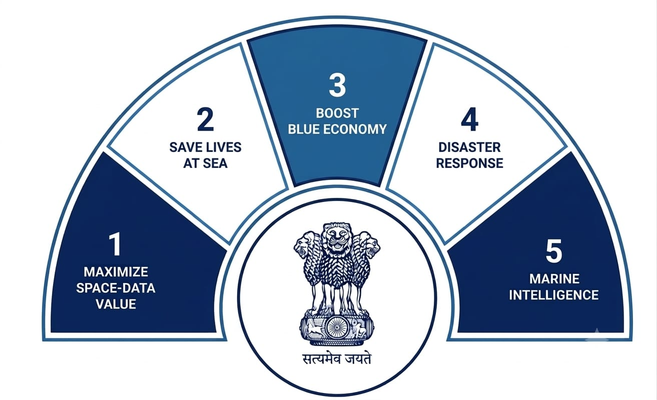 1
MAXIMIZE
SPACE-DATA
VALUE
2
SAVE LIVES
AT SEA
3
BOOST
BLUE ECONOMY
4
DISASTER
RESPONSE
5
MARINE
INTELLIGENCE
सत्यमेव जयते